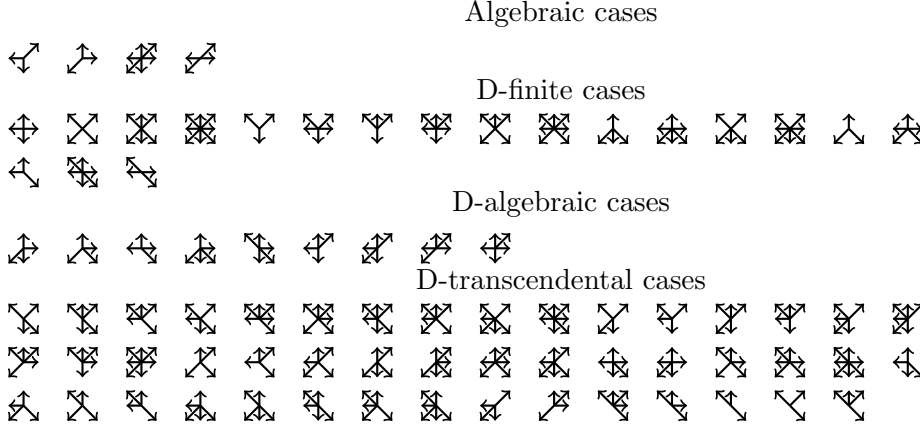 Algebraic cases
D-finite cases
D-algebraic cases
D-transcendental cases